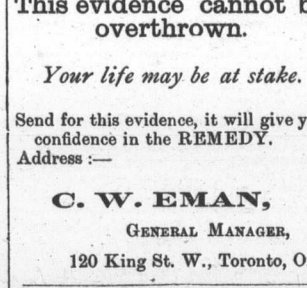 This evidence cannot b
overthrown.
Your life may be at stake.
Send for this evidence, it will give y
confidence in the REMEDY.
Address :—
C. W. EMAN,
GENERAL MANAGER,
120 King St. W., Toronto, O